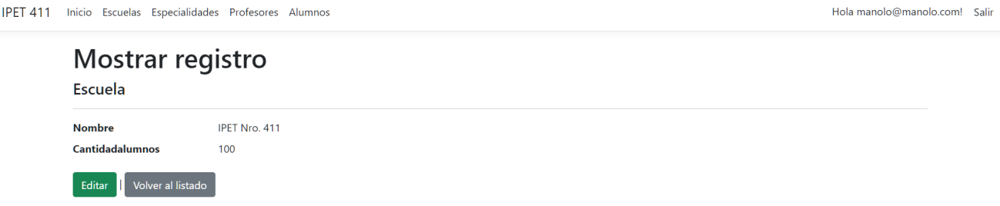 IPET 411 Inicio Escuelas Especialidades Profesores Alumnos Hola manolo@manolo.com! Salir
Mostrar registro
Escuela
Nombre IPET Nro. 411
Cantidadalumnos 100
Editar | Volver al listado